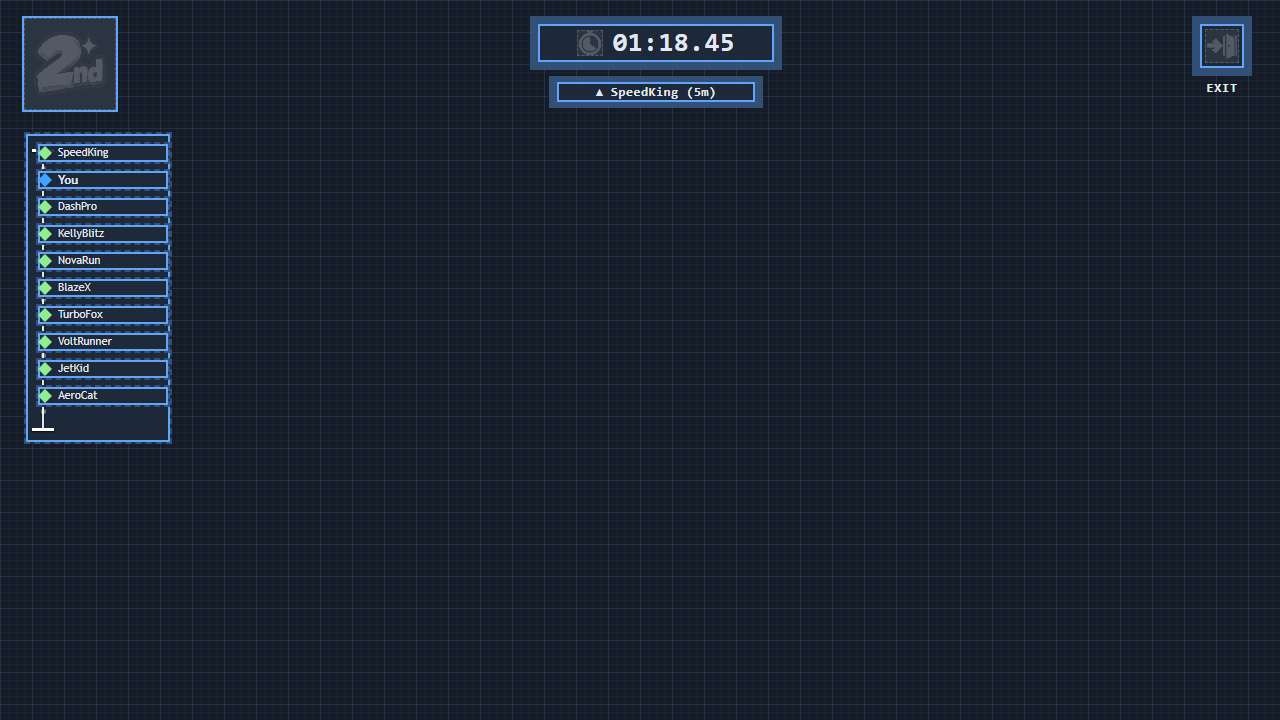 2nd
01:18.45
▲ SpeedKing (5m)
EXIT
SpeedKing
You
DashPro
KellyBlitz
NovaRun
BlazeX
TurboFox
VoltRunner
JetKid
AeroCat